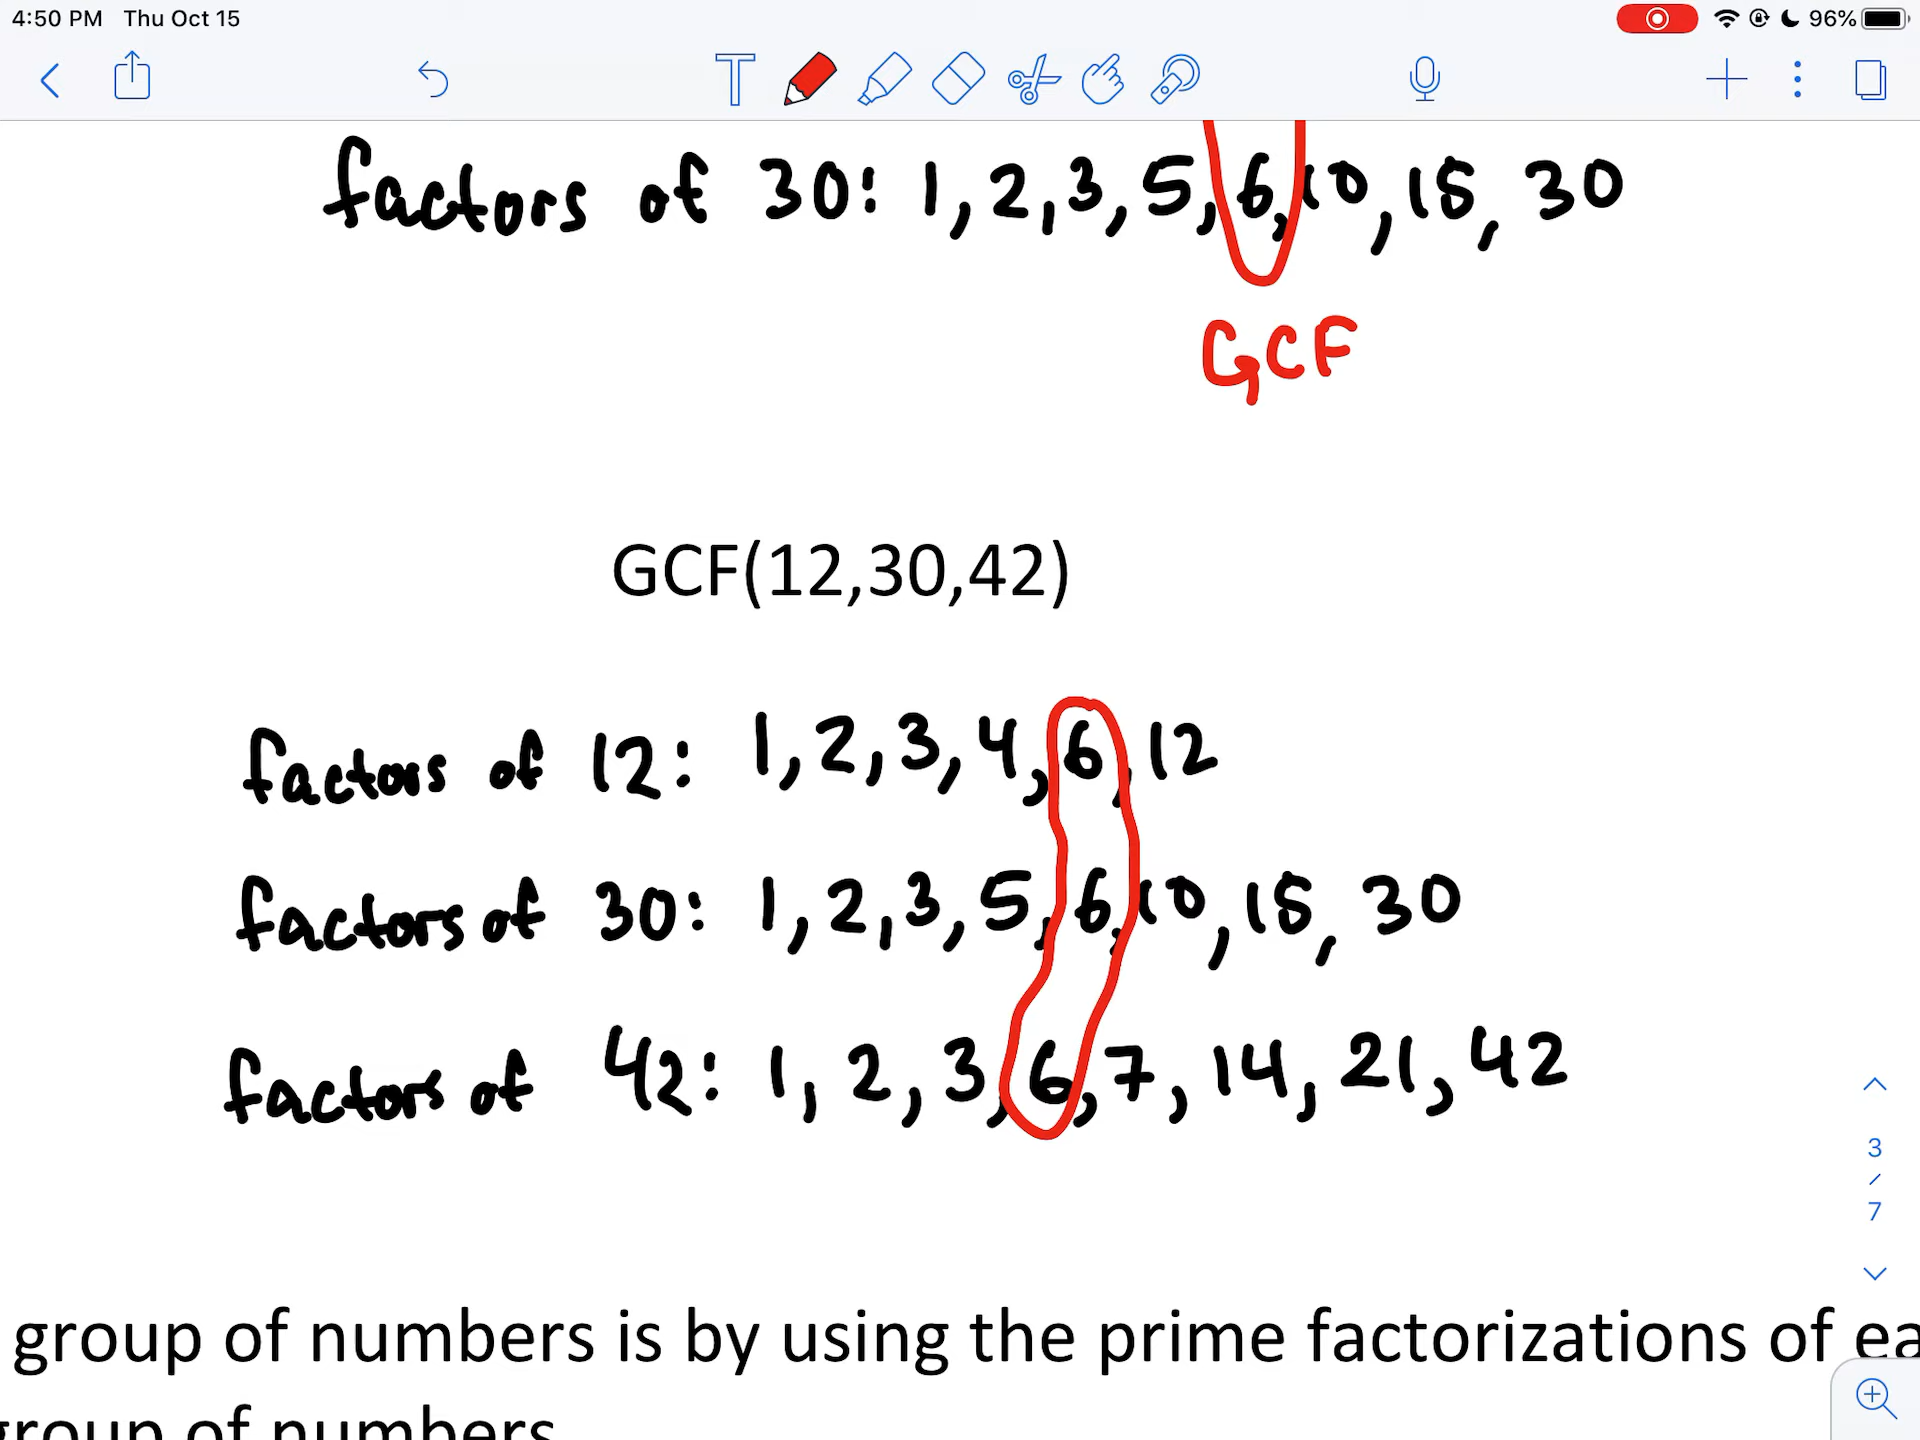 4:50 PM Thu Oct 15 96%
factors of 30: 1, 2, 3, 5, 6, 10, 15, 30
GCF
GCF(12,30,42)
factors of 12: 1, 2, 3, 4, 6, 12
factors of 30: 1, 2, 3, 5, 6, 10, 15, 30
factors of 42: 1, 2, 3, 6, 7, 14, 21, 42
3
/
7
group of numbers is by using the prime factorizations of ea
group of numbers